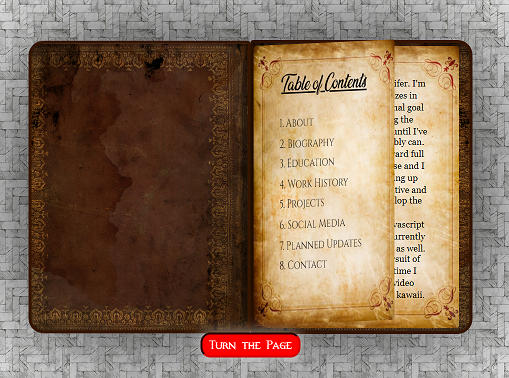 Table of Contents
1. About
2. Biography
3. Education
4. Work History
5. Projects
6. Social Media
7. Planned Updates
8. Contact
ifer. I'm
zes in
nal goal
g the
until I've
bly can.
ard full
se and I
ing up
tive and
lop the
vascript
urrently
as well.
rsuit of
time I
video
kawaii.
Turn the Page